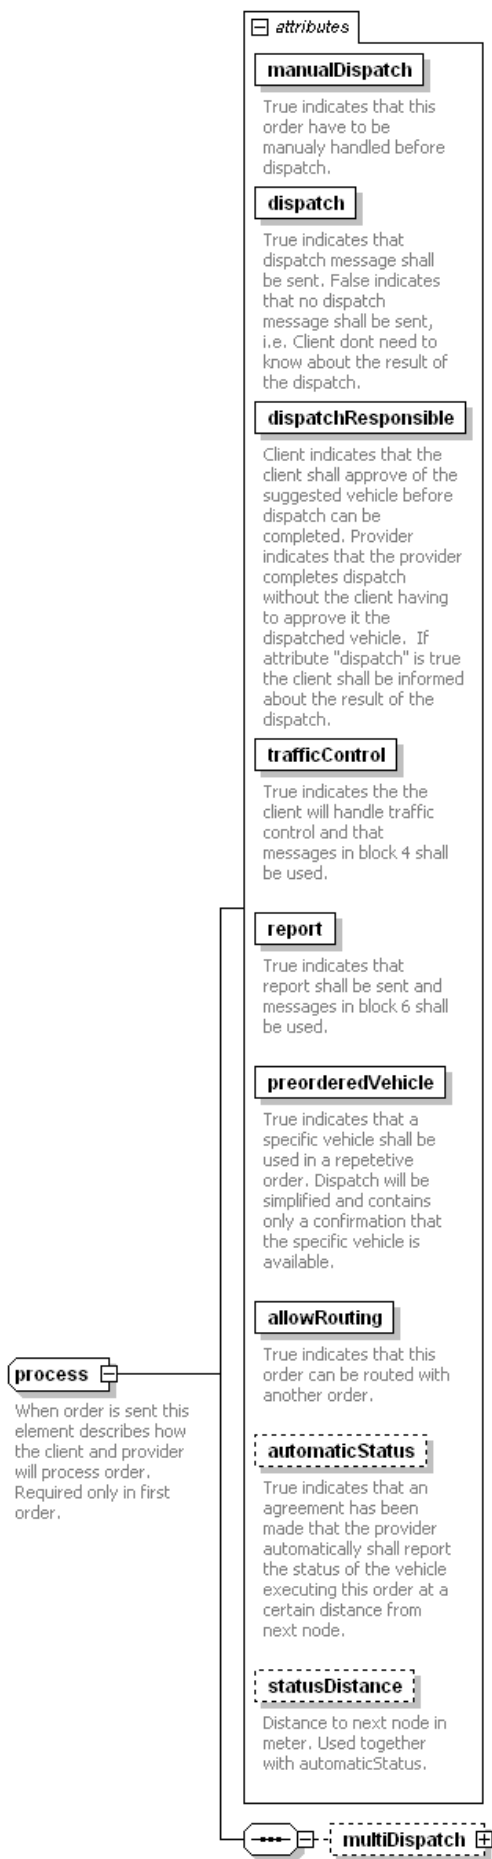 attributes
manualDispatch
True indicates that this
order have to be
manualy handled before
dispatch.
dispatch
True indicates that
dispatch message shall
be sent. False indicates
that no dispatch
message shall be sent,
i.e. Client dont need to
know about the result of
the dispatch.
dispatchResponsible
Client indicates that the
client shall approve of the
suggested vehicle before
dispatch can be
completed. Provider
indicates that the provider
completes dispatch
without the client having
to approve it the
dispatched vehicle.  If
attribute "dispatch" is true
the client shall be informed
about the result of the
dispatch.
trafficControl
True indicates the the
client will handle traffic
control and that
messages in block 4 shall
be used.
report
True indicates that
report shall be sent and
messages in block 6 shall
be used.
preorderedVehicle
True indicates that a
specific vehicle shall be
used in a repetetive
order. Dispatch will be
simplified and contains
only a confirmation that
the specific vehicle is
available.
allowRouting
True indicates that this
order can be routed with
another order.
process
When order is sent this
element describes how
the client and provider
will process order.
Required only in first
order.
automaticStatus
True indicates that an
agreement has been
made that the provider
automatically shall report
the status of the vehicle
executing this order at a
certain distance from
next node.
statusDistance
Distance to next node in
meter. Used together
with automaticStatus.
multiDispatch